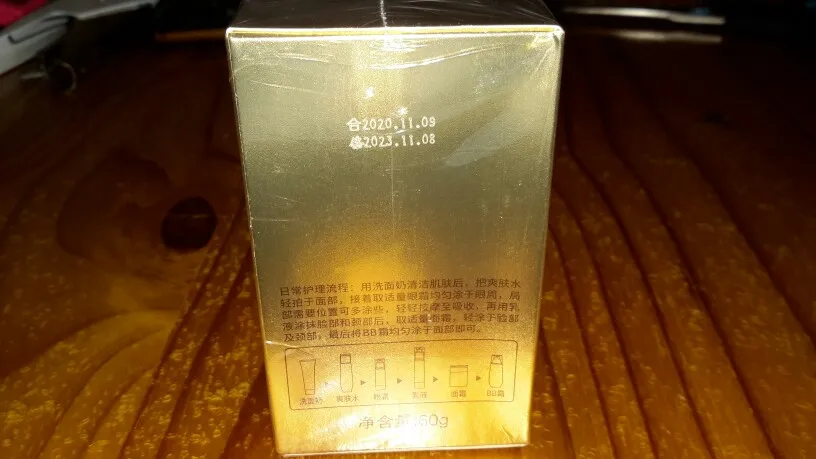 合2020.11.09
2023.11.08
日常护理流程：用洗面奶清洁肌肤后，把爽肤水
轻拍于面部，接着取适量眼霜均匀涂于眼周，局
部需要位置可多涂些，轻轻按摩至吸收，再用乳
液涂抹脸部和颈部后，取适量面霜，轻涂于脸部
及颈部，最后将BB霜均匀涂于面部即可。
洗面奶 爽肤水 眼霜 乳液 面霜 BB霜
净含量:60g